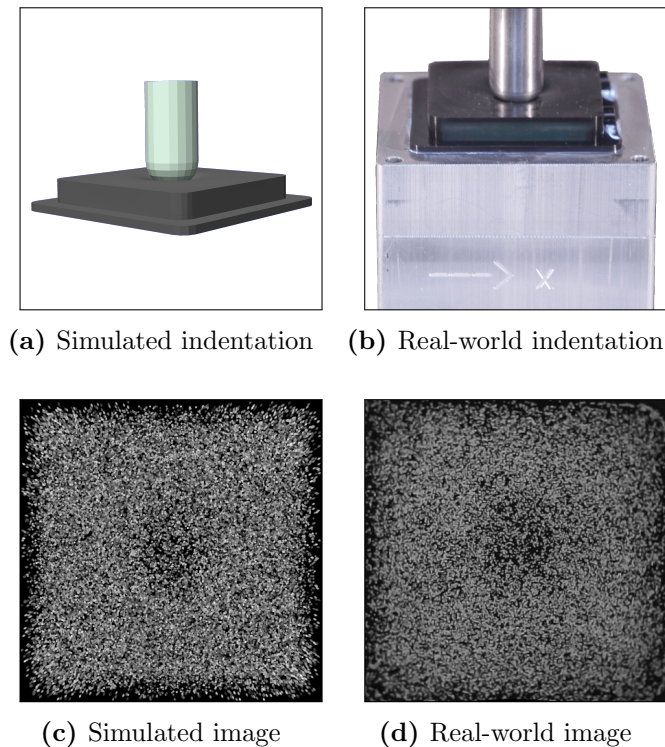 x
(a) Simulated indentation (b) Real-world indentation
(c) Simulated image (d) Real-world image